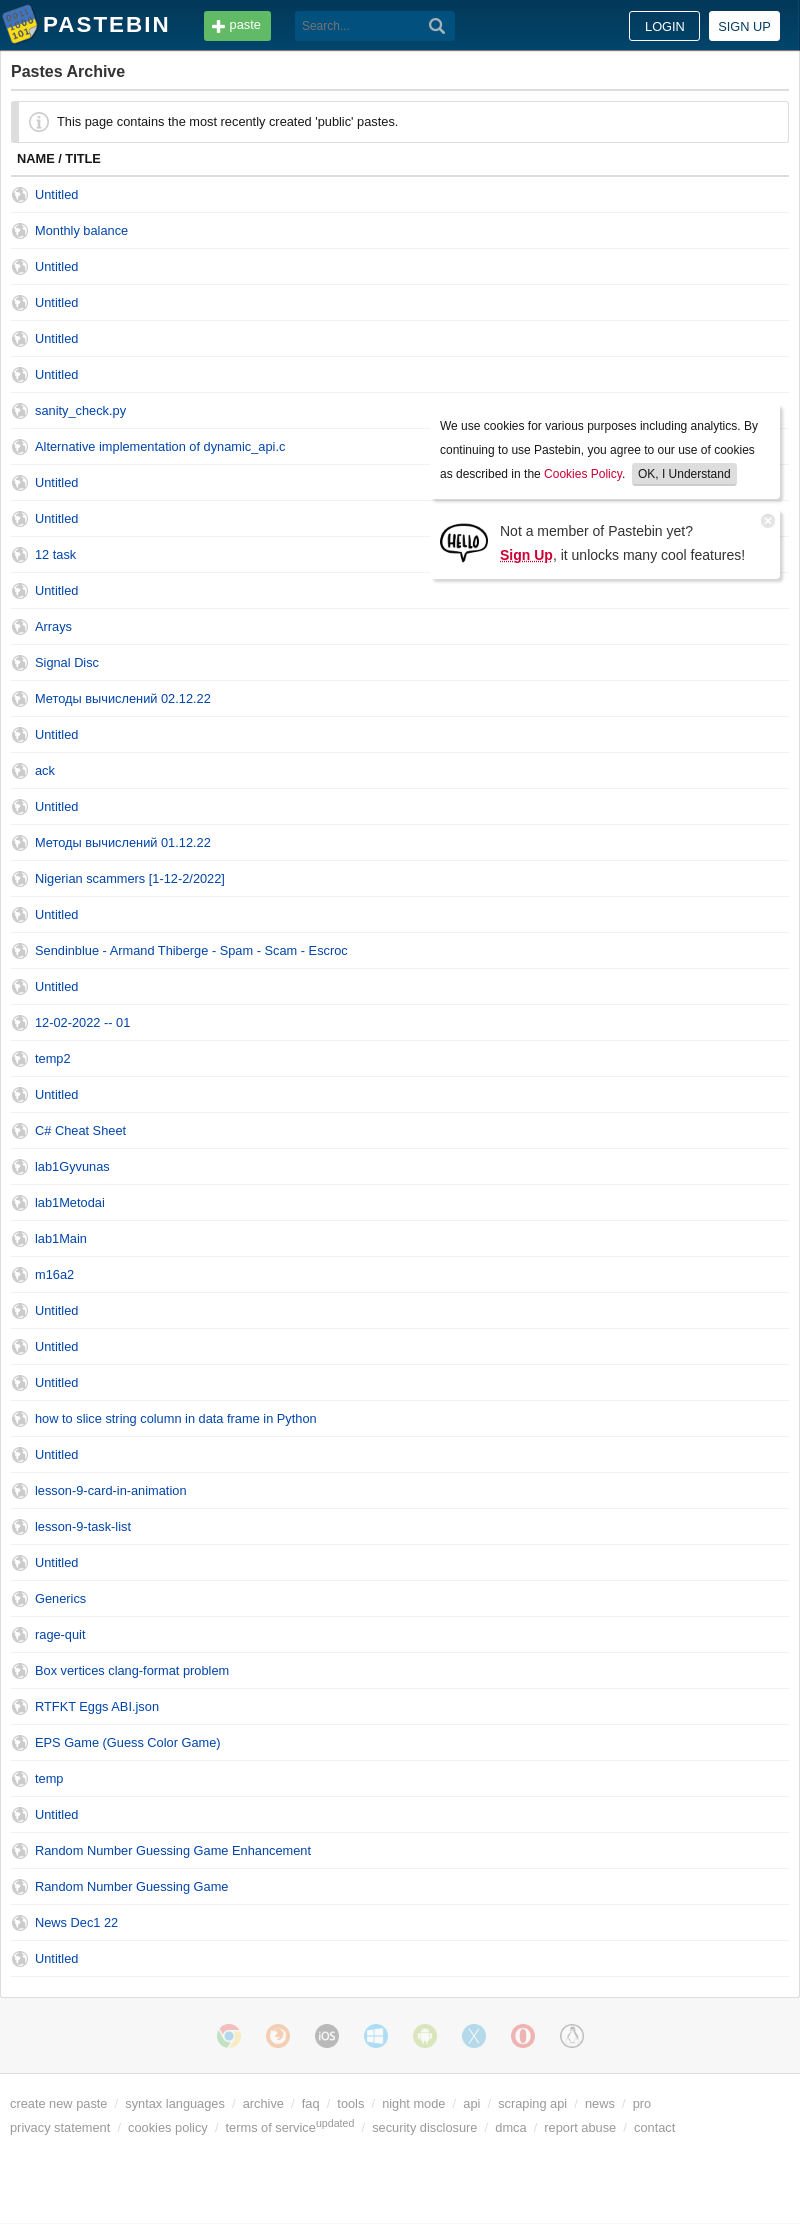 PASTEBIN
paste
Search...
LOGIN
SIGN UP
Pastes Archive
This page contains the most recently created 'public' pastes.
NAME / TITLE
Untitled
Monthly balance
Untitled
Untitled
Untitled
Untitled
sanity_check.py
Alternative implementation of dynamic_api.c
Untitled
Untitled
12 task
Untitled
We use cookies for various purposes including analytics. By
continuing to use Pastebin, you agree to our use of cookies
as described in the Cookies Policy. OK, I Understand
HELLO
Not a member of Pastebin yet?
Sign Up, it unlocks many cool features!
Arrays
Signal Disc
Методы вычислений 02.12.22
Untitled
ack
Untitled
Методы вычислений 01.12.22
Nigerian scammers [1-12-2/2022]
Untitled
Sendinblue - Armand Thiberge - Spam - Scam - Escroc
Untitled
12-02-2022 -- 01
temp2
Untitled
C# Cheat Sheet
lab1Gyvunas
lab1Metodai
lab1Main
m16a2
Untitled
Untitled
Untitled
how to slice string column in data frame in Python
Untitled
lesson-9-card-in-animation
lesson-9-task-list
Untitled
Generics
rage-quit
Box vertices clang-format problem
RTFKT Eggs ABI.json
EPS Game (Guess Color Game)
temp
Untitled
Random Number Guessing Game Enhancement
Random Number Guessing Game
News Dec1 22
Untitled
iOS
create new paste / syntax languages / archive / faq / tools / night mode / api / scraping api / news / pro
privacy statement / cookies policy / terms of service updated / security disclosure / dmca / report abuse / contact